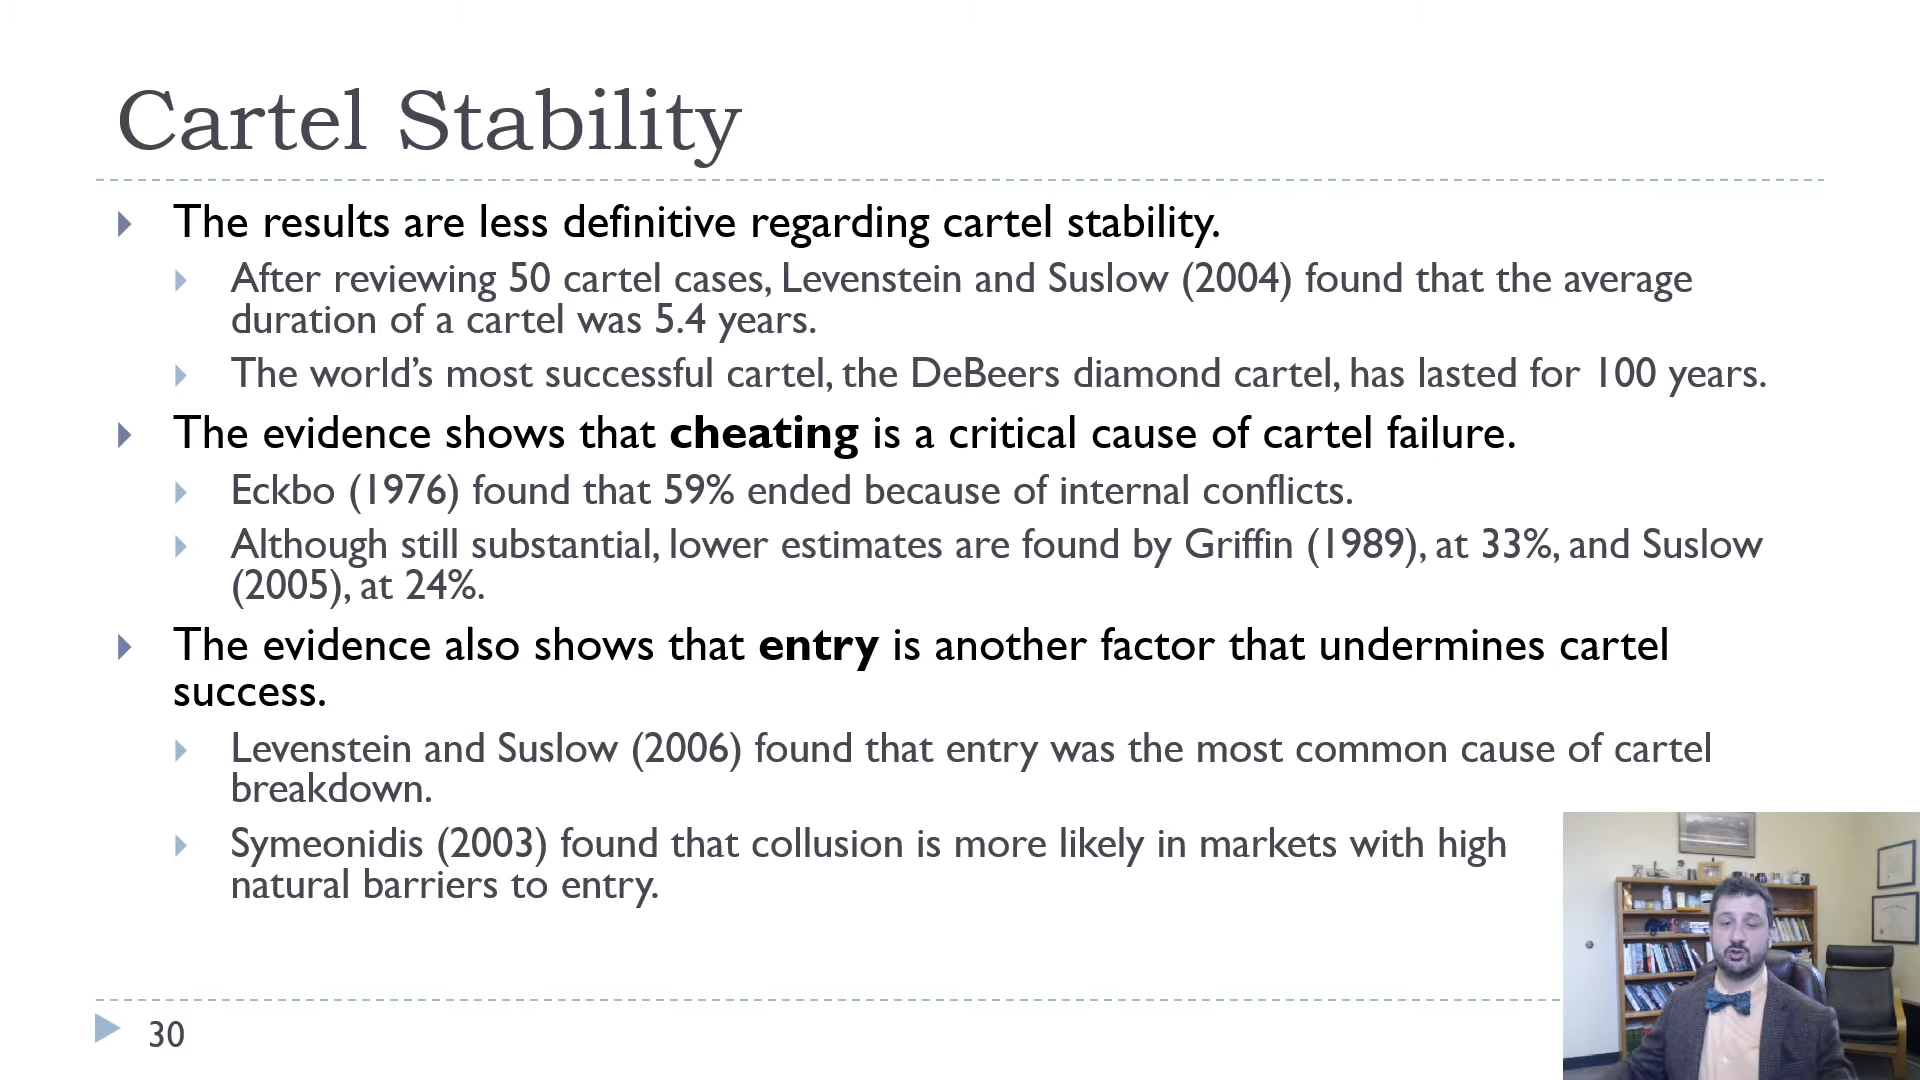 Cartel Stability
The results are less definitive regarding cartel stability.
After reviewing 50 cartel cases, Levenstein and Suslow (2004) found that the average
duration of a cartel was 5.4 years.
The world’s most successful cartel, the DeBeers diamond cartel, has lasted for 100 years.
The evidence shows that cheating is a critical cause of cartel failure.
Eckbo (1976) found that 59% ended because of internal conflicts.
Although still substantial, lower estimates are found by Griffin (1989), at 33%, and Suslow
(2005), at 24%.
The evidence also shows that entry is another factor that undermines cartel
success.
Levenstein and Suslow (2006) found that entry was the most common cause of cartel
breakdown.
Symeonidis (2003) found that collusion is more likely in markets with high
natural barriers to entry.
30